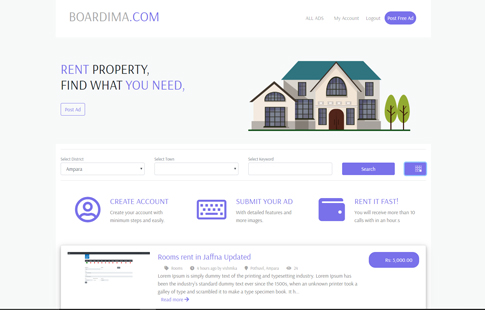 BOARDIMA.COM
ALL ADS My Account Logout Post Free Ad
RENT PROPERTY,
FIND WHAT YOU NEED,
Post Ad
Select District Select Town Select Keyword
Ampara Search
CREATE ACCOUNT
Create your account with
minimum steps and easily.
SUBMIT YOUR AD
With detailed features and
more images.
RENT IT FAST!
You will receive more than 10
calls with in an hour s
Rooms rent in Jaffna Updated
Rs: 3,000.00
Rooms 9 hours ago by Ampara
Lorem Ipsum is simply dummy text of the printing and typesetting industry. Lorem Ipsum has
been the industry's standard dummy text ever since the 1500s, when an unknown printer took a
galley of type and scrambled it to make a type specimen book. It h..
Read more